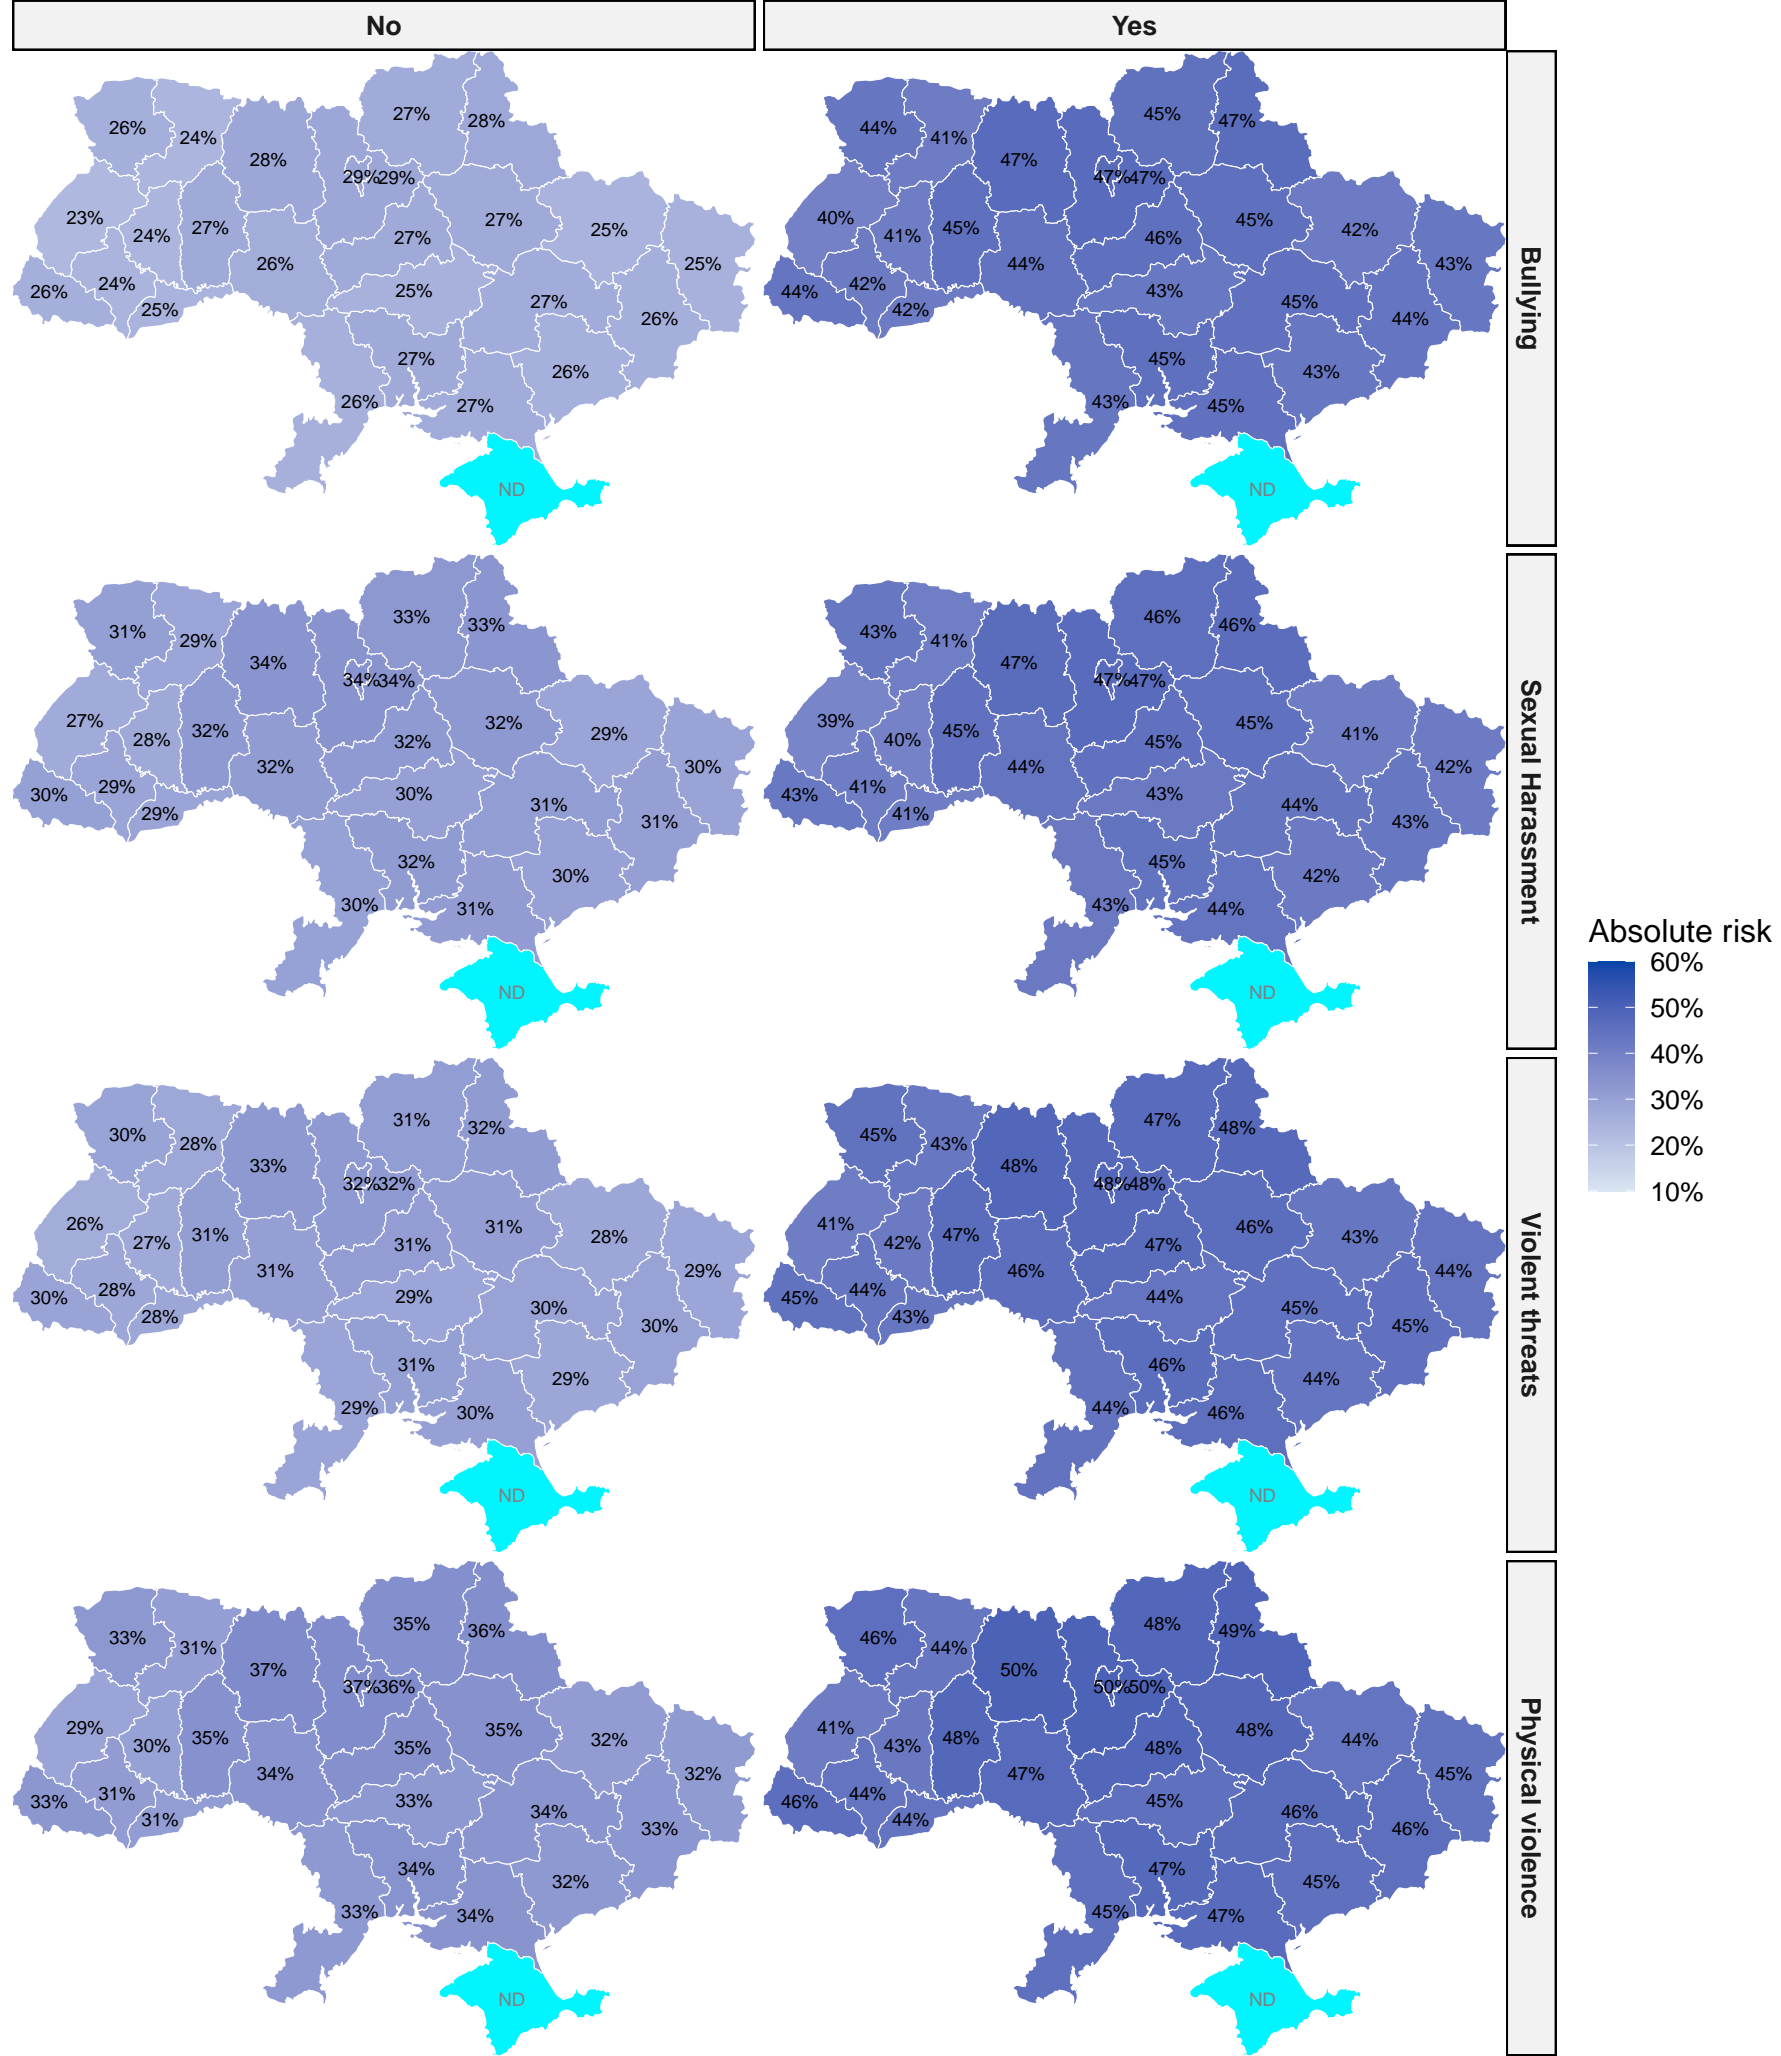 No Yes
27% 28%
26% 24% 28%
29%29%
23% 24% 27% 27% 27% 25%
26% 24% 25% 26% 25% 27% 26% 25%
27% 26%
26% 27%
ND
45% 47%
44% 41% 47%
47%47%
40% 41% 45% 46% 45% 42%
44% 42% 42% 44% 43% 45% 44% 43%
45% 43%
43% 45%
ND
Bullying
33% 33%
31% 29% 34%
34%34%
27% 28% 32% 32% 32% 29%
30% 29% 29% 32% 30% 31% 31% 30%
32% 30%
30% 31%
ND
46% 46%
43% 41% 47%
47%47%
39% 40% 45% 45% 45% 41%
43% 41% 41% 44% 43% 44% 43% 42%
45% 42%
43% 44%
ND
Sexual Harassment
31% 32%
30% 28% 33%
32%32%
26% 27% 31% 31% 31% 28%
30% 28% 28% 31% 29% 30% 30% 29%
31% 29%
29% 30%
ND
47% 48%
45% 43% 48%
48%48%
41% 42% 47% 47% 46% 43%
45% 44% 43% 46% 44% 45% 45% 44%
46% 44%
44% 46%
ND
Violent threats
35% 36%
33% 31% 37%
37%36%
29% 30% 35% 35% 35% 32%
33% 31% 31% 34% 33% 34% 33% 32%
34% 32%
33% 34%
ND
48% 49%
46% 44% 50%
50%50%
41% 43% 48% 48% 48% 44%
46% 44% 44% 47% 45% 46% 46% 45%
47% 45%
45% 47%
ND
Physical violence
Absolute risk
60%
50%
40%
30%
20%
10%